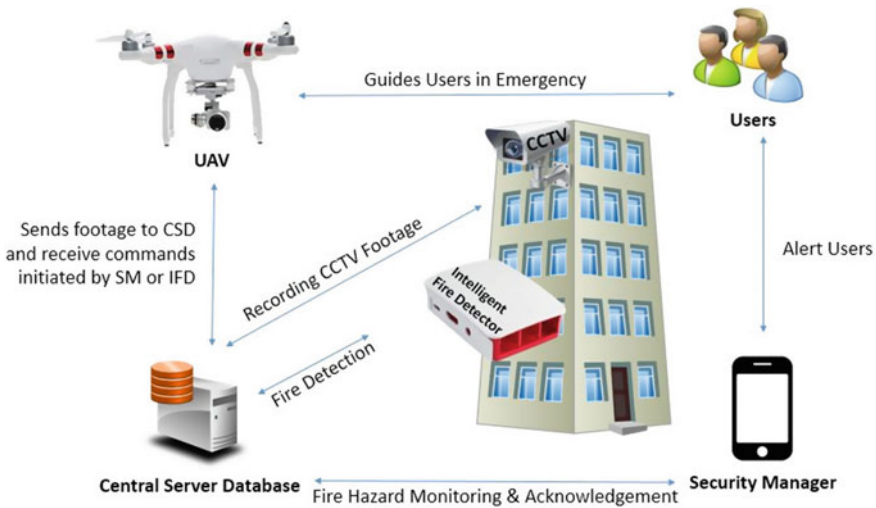 Guides Users in Emergency
Users
CCTV
UAV
Sends footage to CSD
and receive commands
initiated by SM or IFD
Recording CCTV Footage
Alert Users
Intelligent
Fire Detector
Fire Detection
Central Server Database
Fire Hazard Monitoring & Acknowledgement
Security Manager